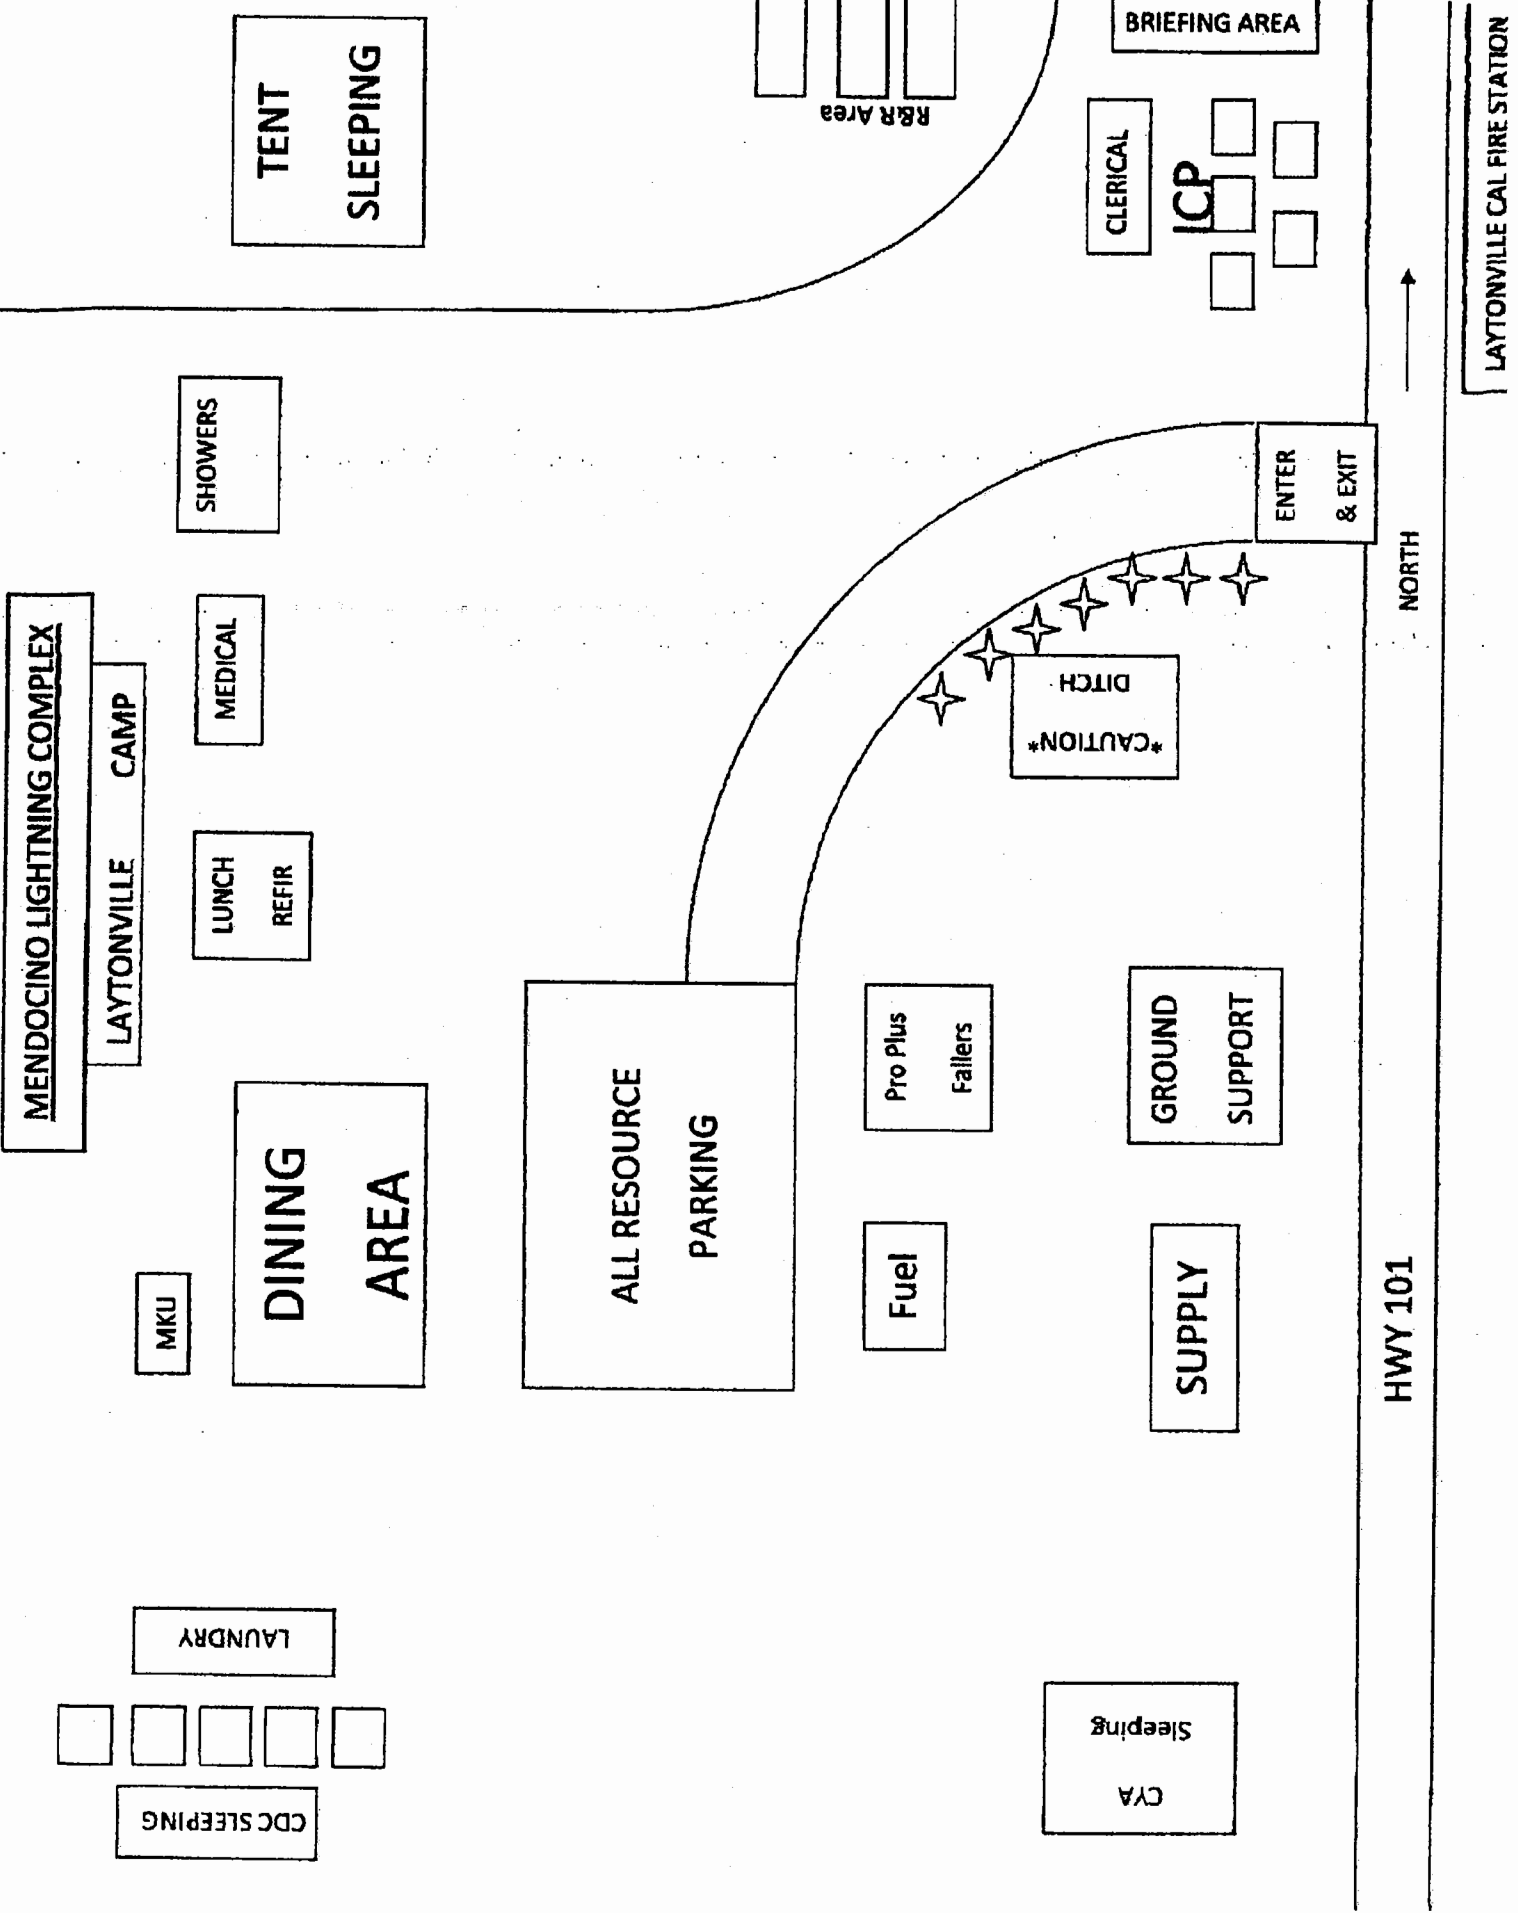 MENDOCINO LIGHTNING COMPLEX
LAYTONVILLE CAMP
MKU
LUNCH
REFIR
MEDICAL
SHOWERS
TENT
SLEEPING
DINING
AREA
LAUNDRY
CDC SLEEPING
ALL RESOURCE
PARKING
R&R Area
Fuel
Pro Plus
Fallers
*CAUTION*
DITCH
CLERICAL
ICP
BRIEFING AREA
CYA
Sleeping
SUPPLY
GROUND
SUPPORT
ENTER
& EXIT
HWY 101
NORTH
LAYTONVILLE CAL FIRE STATION